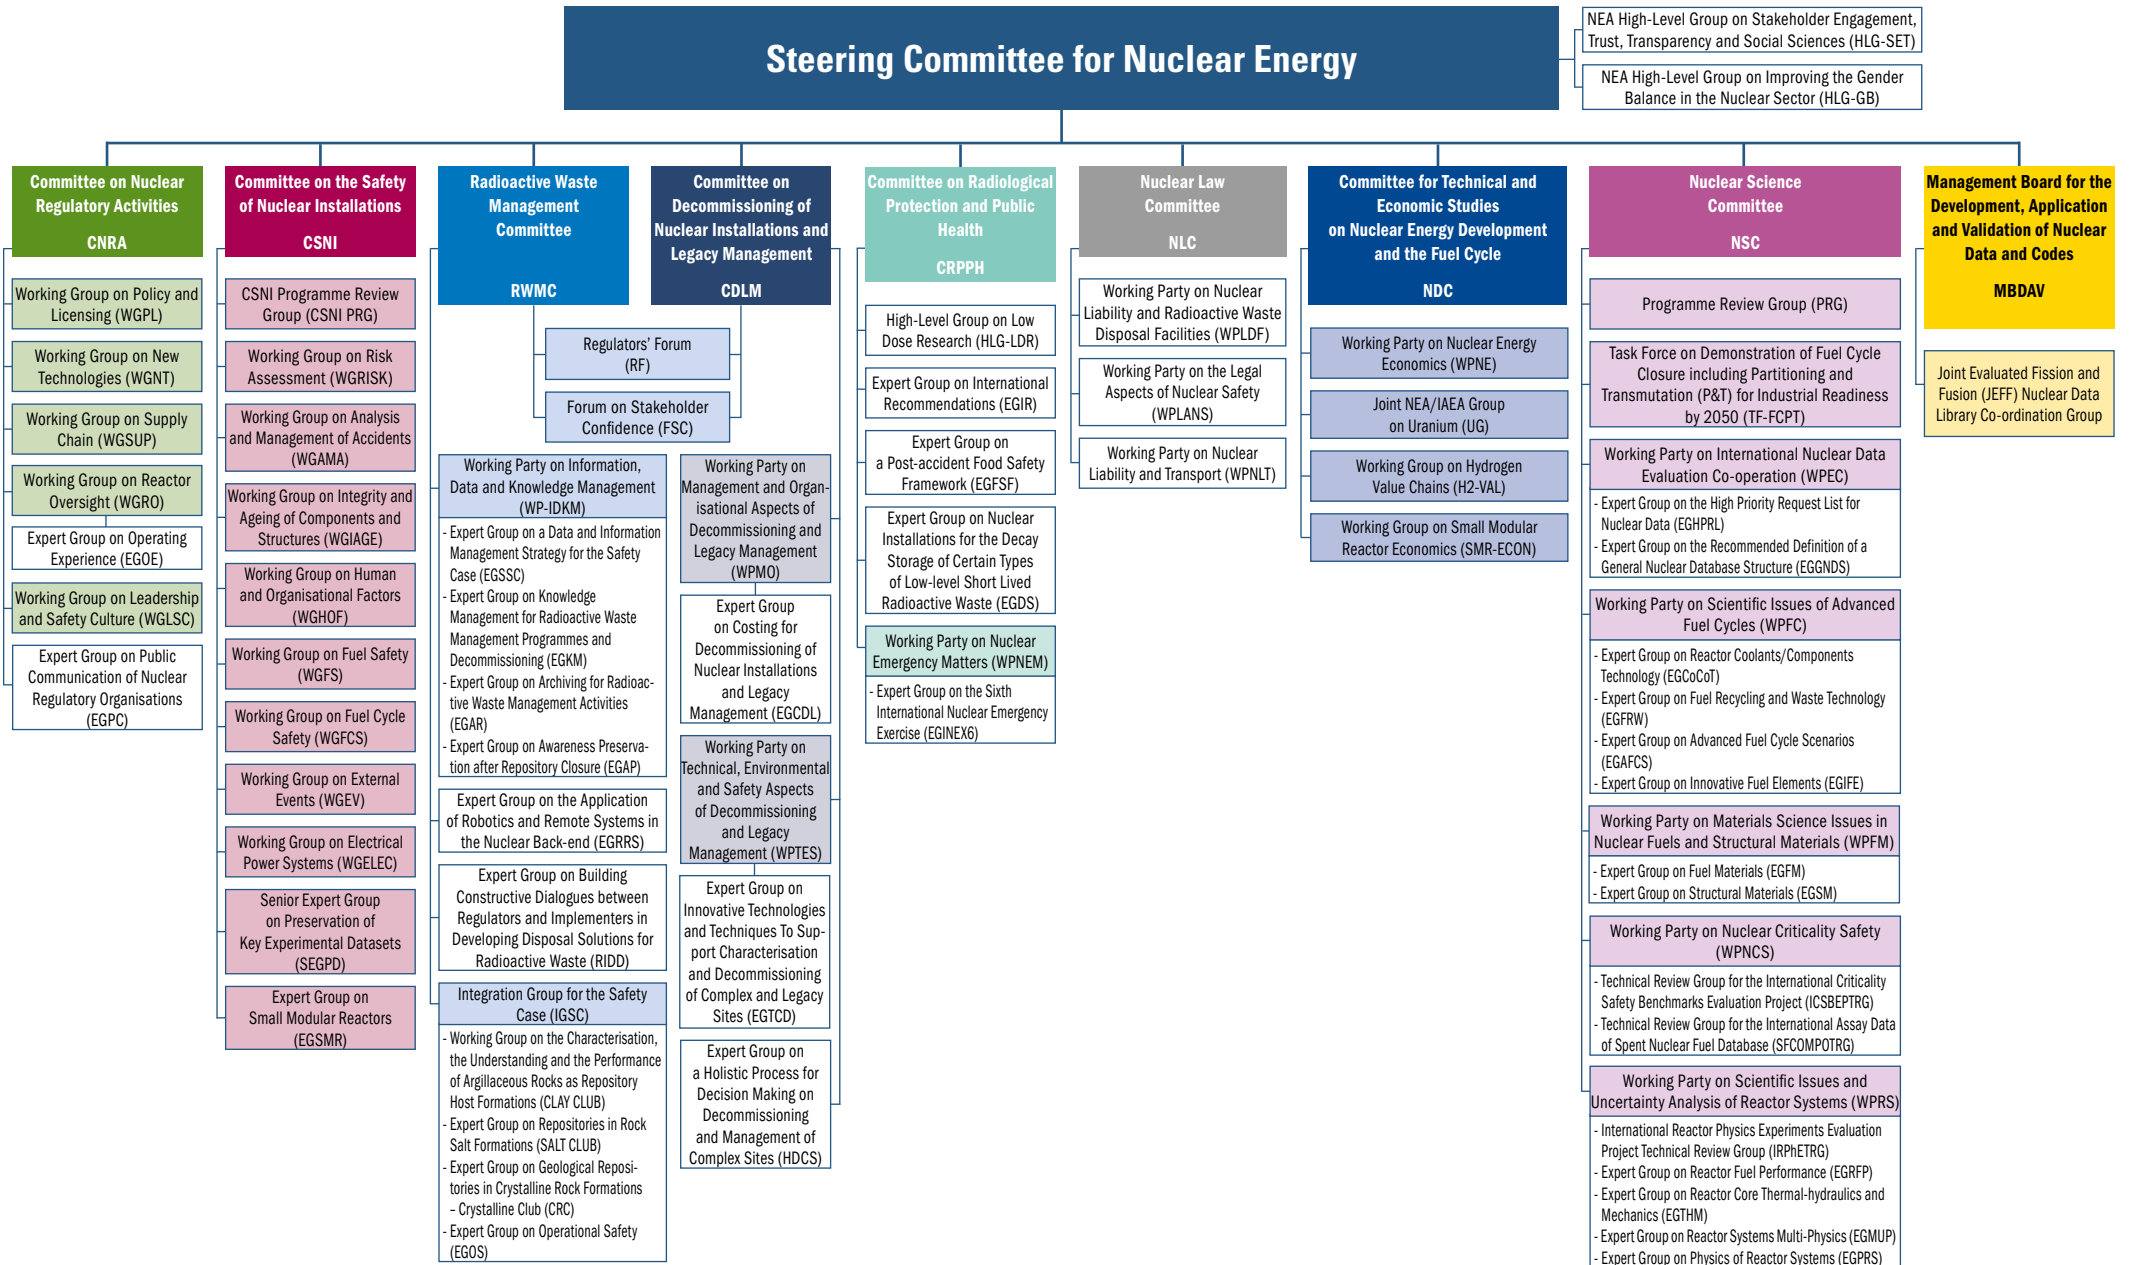 Steering Committee for Nuclear Energy
NEA High-Level Group on Stakeholder Engagement,
Trust, Transparency and Social Sciences (HLG-SET)
NEA High-Level Group on Improving the Gender
Balance in the Nuclear Sector (HLG-GB)
Committee on Nuclear
Regulatory Activities
CNRA
Working Group on Policy and
Licensing (WGPL)
Working Group on New
Technologies (WGNT)
Working Group on Supply
Chain (WGSUP)
Working Group on Reactor
Oversight (WGRO)
Expert Group on Operating
Experience (EGOE)
Working Group on Leadership
and Safety Culture (WGLSC)
Expert Group on Public
Communication of Nuclear
Regulatory Organisations
(EGPC)
Committee on the Safety
of Nuclear Installations
CSNI
CSNI Programme Review
Group (CSNI PRG)
Working Group on Risk
Assessment (WGRISK)
Working Group on Analysis
and Management of Accidents
(WGAMA)
Working Group on Integrity and
Ageing of Components and
Structures (WGIAGE)
Working Group on Human
and Organisational Factors
(WGHOF)
Working Group on Fuel Safety
(WGFS)
Working Group on Fuel Cycle
Safety (WGFCS)
Working Group on External
Events (WGEV)
Working Group on Electrical
Power Systems (WGELEC)
Senior Expert Group
on Preservation of
Key Experimental Datasets
(SEGPD)
Expert Group on
Small Modular Reactors
(EGSMR)
Radioactive Waste
Management
Committee
RWMC
Committee on
Decommissioning of
Nuclear Installations and
Legacy Management
CDLM
Regulators' Forum
(RF)
Forum on Stakeholder
Confidence (FSC)
Working Party on Information,
Data and Knowledge Management
(WP-IDKM)
- Expert Group on a Data and Information
Management Strategy for the Safety
Case (EGSSC)
- Expert Group on Knowledge
Management for Radioactive Waste
Management Programmes and
Decommissioning (EGKM)
- Expert Group on Archiving for Radioac-
tive Waste Management Activities
(EGAR)
- Expert Group on Awareness Preserva-
tion after Repository Closure (EGAP)
Expert Group on the Application
of Robotics and Remote Systems in
the Nuclear Back-end (EGRRS)
Expert Group on Building
Constructive Dialogues between
Regulators and Implementers in
Developing Disposal Solutions for
Radioactive Waste (RIDD)
Integration Group for the Safety
Case (IGSC)
- Working Group on the Characterisation,
the Understanding and the Performance
of Argillaceous Rocks as Repository
Host Formations (CLAY CLUB)
- Expert Group on Repositories in Rock
Salt Formations (SALT CLUB)
- Expert Group on Geological Reposi-
tories in Crystalline Rock Formations
– Crystalline Club (CRC)
- Expert Group on Operational Safety
(EGOS)
Working Party on
Management and Organ-
isational Aspects of
Decommissioning and
Legacy Management
(WPMO)
Expert Group
on Costing for
Decommissioning of
Nuclear Installations
and Legacy
Management (EGCDL)
Working Party on
Technical, Environmental
and Safety Aspects
of Decommissioning
and Legacy
Management (WPTES)
Expert Group on
Innovative Technologies
and Techniques To Sup-
port Characterisation
and Decommissioning
of Complex and Legacy
Sites (EGTCD)
Expert Group on
a Holistic Process for
Decision Making on
Decommissioning
and Management of
Complex Sites (HDCS)
Committee on Radiological
Protection and Public
Health
CRPPH
High-Level Group on Low
Dose Research (HLG-LDR)
Expert Group on International
Recommendations (EGIR)
Expert Group on
a Post-accident Food Safety
Framework (EGFSF)
Expert Group on Nuclear
Installations for the Decay
Storage of Certain Types
of Low-level Short Lived
Radioactive Waste (EGDS)
Working Party on Nuclear
Emergency Matters (WPNEM)
- Expert Group on the Sixth
International Nuclear Emergency
Exercise (EGINEX6)
Nuclear Law
Committee
NLC
Working Party on Nuclear
Liability and Radioactive Waste
Disposal Facilities (WPLDF)
Working Party on the Legal
Aspects of Nuclear Safety
(WPLANS)
Working Party on Nuclear
Liability and Transport (WPNLT)
Committee for Technical and
Economic Studies
on Nuclear Energy Development
and the Fuel Cycle
NDC
Working Party on Nuclear Energy
Economics (WPNE)
Joint NEA/IAEA Group
on Uranium (UG)
Working Group on Hydrogen
Value Chains (H2-VAL)
Working Group on Small Modular
Reactor Economics (SMR-ECON)
Nuclear Science
Committee
NSC
Programme Review Group (PRG)
Task Force on Demonstration of Fuel Cycle
Closure including Partitioning and
Transmutation (P&T) for Industrial Readiness
by 2050 (TF-FCPT)
Working Party on International Nuclear Data
Evaluation Co-operation (WPEC)
- Expert Group on the High Priority Request List for
Nuclear Data (EGHPRL)
- Expert Group on the Recommended Definition of a
General Nuclear Database Structure (EGGNDS)
Working Party on Scientific Issues of Advanced
Fuel Cycles (WPFC)
- Expert Group on Reactor Coolants/Components
Technology (EGCoCoT)
- Expert Group on Fuel Recycling and Waste Technology
(EGFRW)
- Expert Group on Advanced Fuel Cycle Scenarios
(EGAFCS)
- Expert Group on Innovative Fuel Elements (EGIFE)
Working Party on Materials Science Issues in
Nuclear Fuels and Structural Materials (WPFM)
- Expert Group on Fuel Materials (EGFM)
- Expert Group on Structural Materials (EGSM)
Working Party on Nuclear Criticality Safety
(WPNCS)
- Technical Review Group for the International Criticality
Safety Benchmarks Evaluation Project (ICSBEPTRG)
- Technical Review Group for the International Assay Data
of Spent Nuclear Fuel Database (SFCOMPOTRG)
Working Party on Scientific Issues and
Uncertainty Analysis of Reactor Systems (WPRS)
- International Reactor Physics Experiments Evaluation
Project Technical Review Group (IRPhETRG)
- Expert Group on Reactor Fuel Performance (EGRFP)
- Expert Group on Reactor Core Thermal-hydraulics and
Mechanics (EGTHM)
- Expert Group on Reactor Systems Multi-Physics (EGMUP)
- Expert Group on Physics of Reactor Systems (EGPRS)
Management Board for the
Development, Application
and Validation of Nuclear
Data and Codes
MBDAV
Joint Evaluated Fission and
Fusion (JEFF) Nuclear Data
Library Co-ordination Group